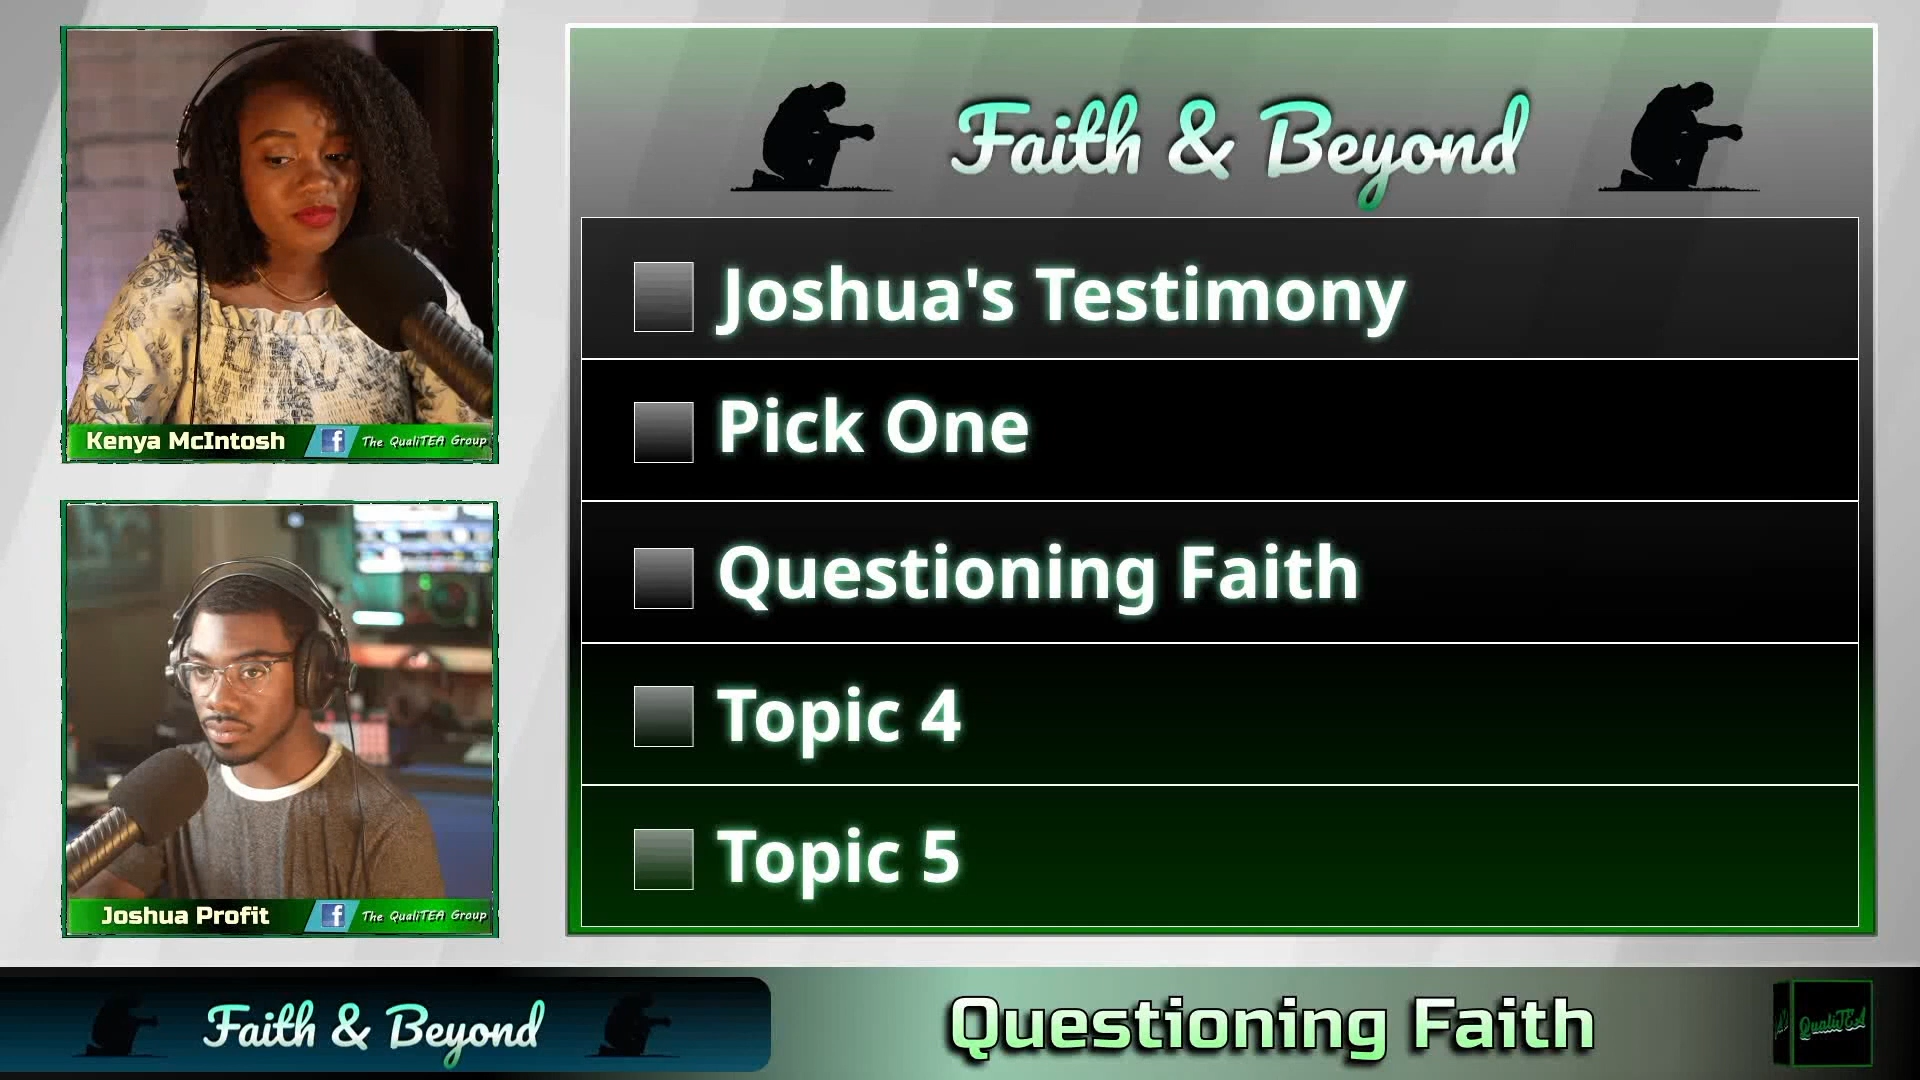 Kenya McIntosh
The QualiTEA Group
Joshua Profit
The QualiTEA Group
Faith & Beyond
Joshua's Testimony
Pick One
Questioning Faith
Topic 4
Topic 5
Faith & Beyond
Questioning Faith
QualiTEA